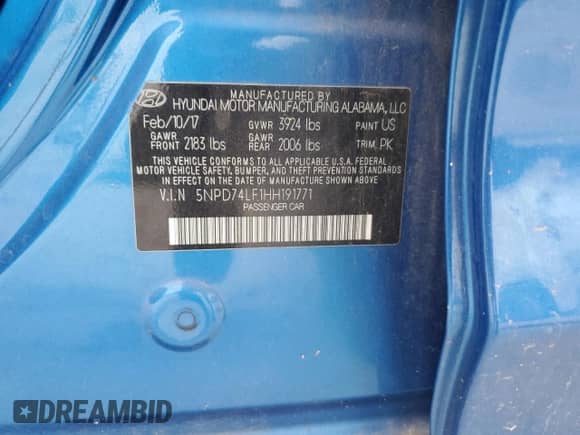 MANUFACTURED BY
HYUNDAI MOTOR MANUFACTURING ALABAMA, LLC
Feb/10/17 GVWR 3924 lbs PAINT US
GAWR FRONT 2183 lbs GAWR REAR 2006 lbs TRIM PK
THIS VEHICLE CONFORMS TO ALL APPLICABLE U.S.A. FEDERAL
MOTOR VEHICLE SAFETY, BUMPER, AND THEFT PREVENTION STANDARDS
IN EFFECT ON THE DATE OF MANUFACTURE SHOWN ABOVE.
V.I.N 5NPD74LF1HH191771
PASSENGER CAR
DREAMBID